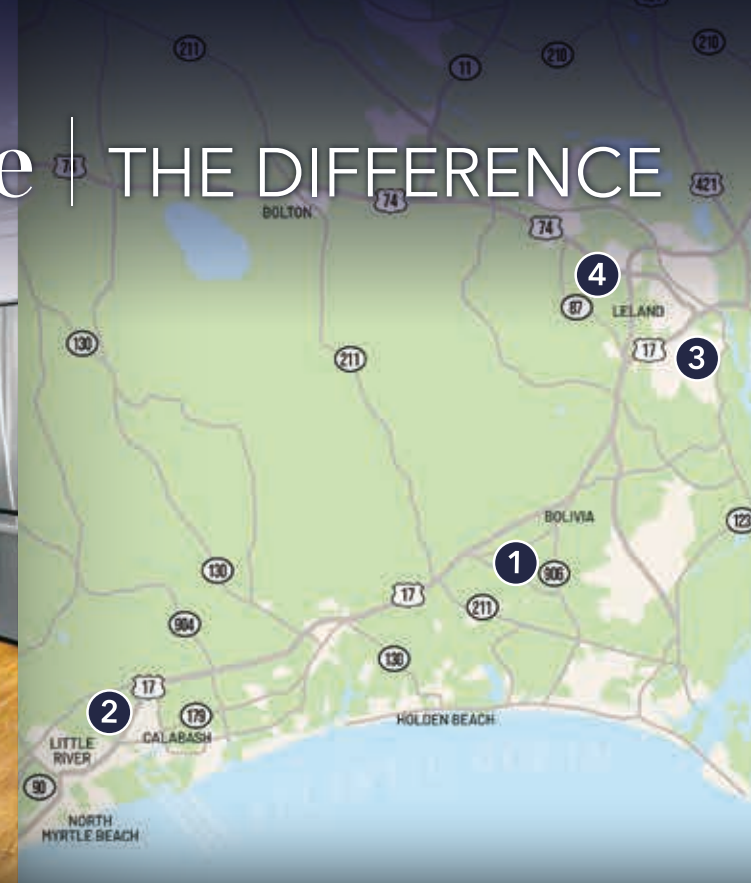 211
11
210
210
e | THE DIFFERENCE
74
421
BOLTON
74
74
4
87
LELAND
17
3
130
211
BOLIVIA
123
1
906
130
17
211
904
130
17
2
179
HOLDEN BEACH
CALABASH
LITTLE
RIVER
90
NORTH
MYRTLE BEACH